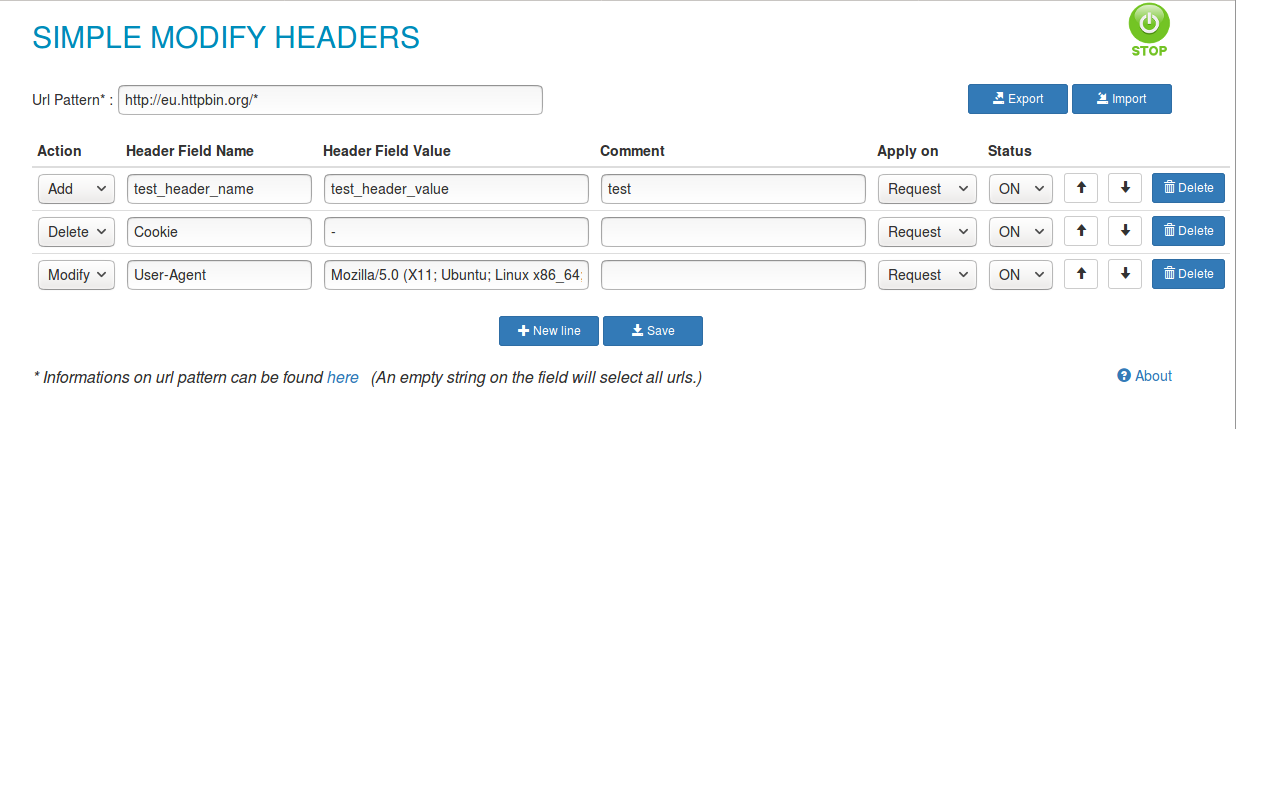 SIMPLE MODIFY HEADERS
STOP
Url Pattern* : http://eu.httpbin.org/* Export Import
Action Header Field Name Header Field Value Comment Apply on Status
Add test_header_name test_header_value test Request ON Delete
Delete Cookie - Request ON Delete
Modify User-Agent Mozilla/5.0 (X11; Ubuntu; Linux x86_64; Request ON Delete
New line Save
* Informations on url pattern can be found here (An empty string on the field will select all urls.) About